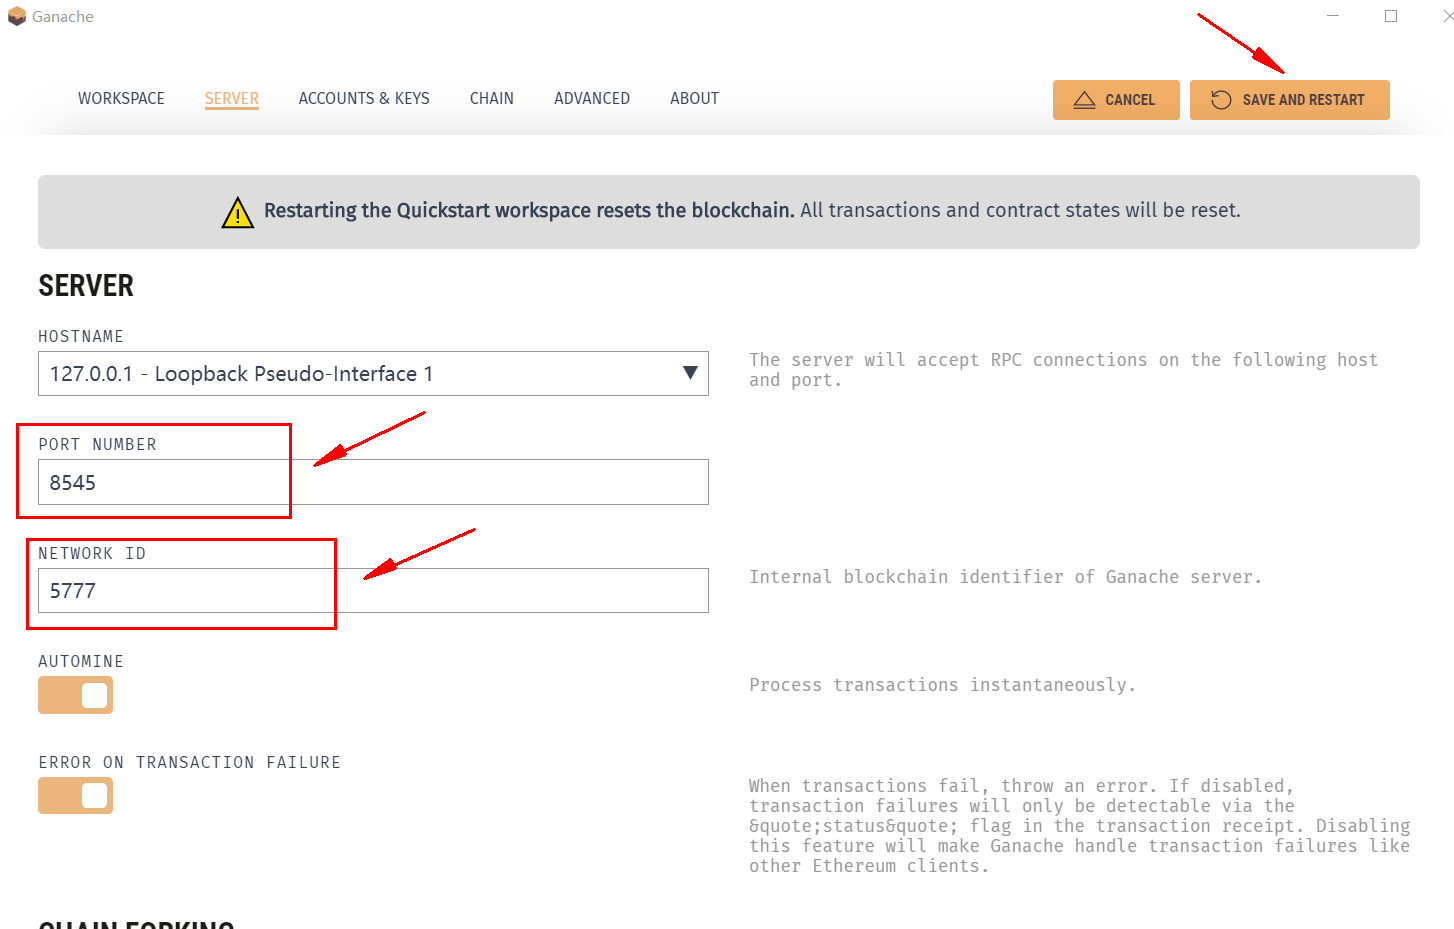 Ganache
WORKSPACE SERVER ACCOUNTS & KEYS CHAIN ADVANCED ABOUT CANCEL SAVE AND RESTART
Restarting the Quickstart workspace resets the blockchain. All transactions and contract states will be reset.
SERVER
HOSTNAME
127.0.0.1 - Loopback Pseudo-Interface 1
The server will accept RPC connections on the following host
and port.
PORT NUMBER
8545
NETWORK ID
5777
Internal blockchain identifier of Ganache server.
AUTOMINE
Process transactions instantaneously.
ERROR ON TRANSACTION FAILURE
When transactions fail, throw an error. If disabled,
transaction failures will only be detectable via the
&quote;status&quote; flag in the transaction receipt. Disabling
this feature will make Ganache handle transaction failures like
other Ethereum clients.
CHAIN FORKING